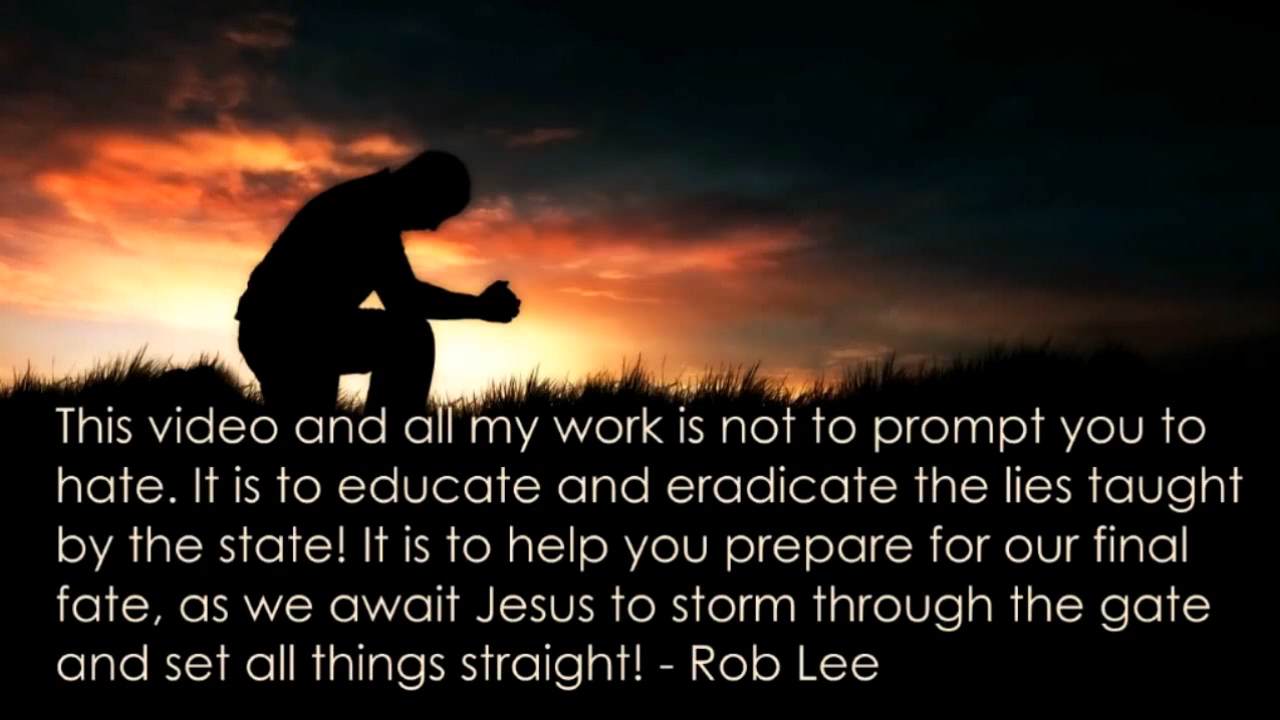 This video and all my work is not to prompt you to
hate. It is to educate and eradicate the lies taught
by the state! It is to help you prepare for our final
fate, as we await Jesus to storm through the gate
and set all things straight! - Rob Lee